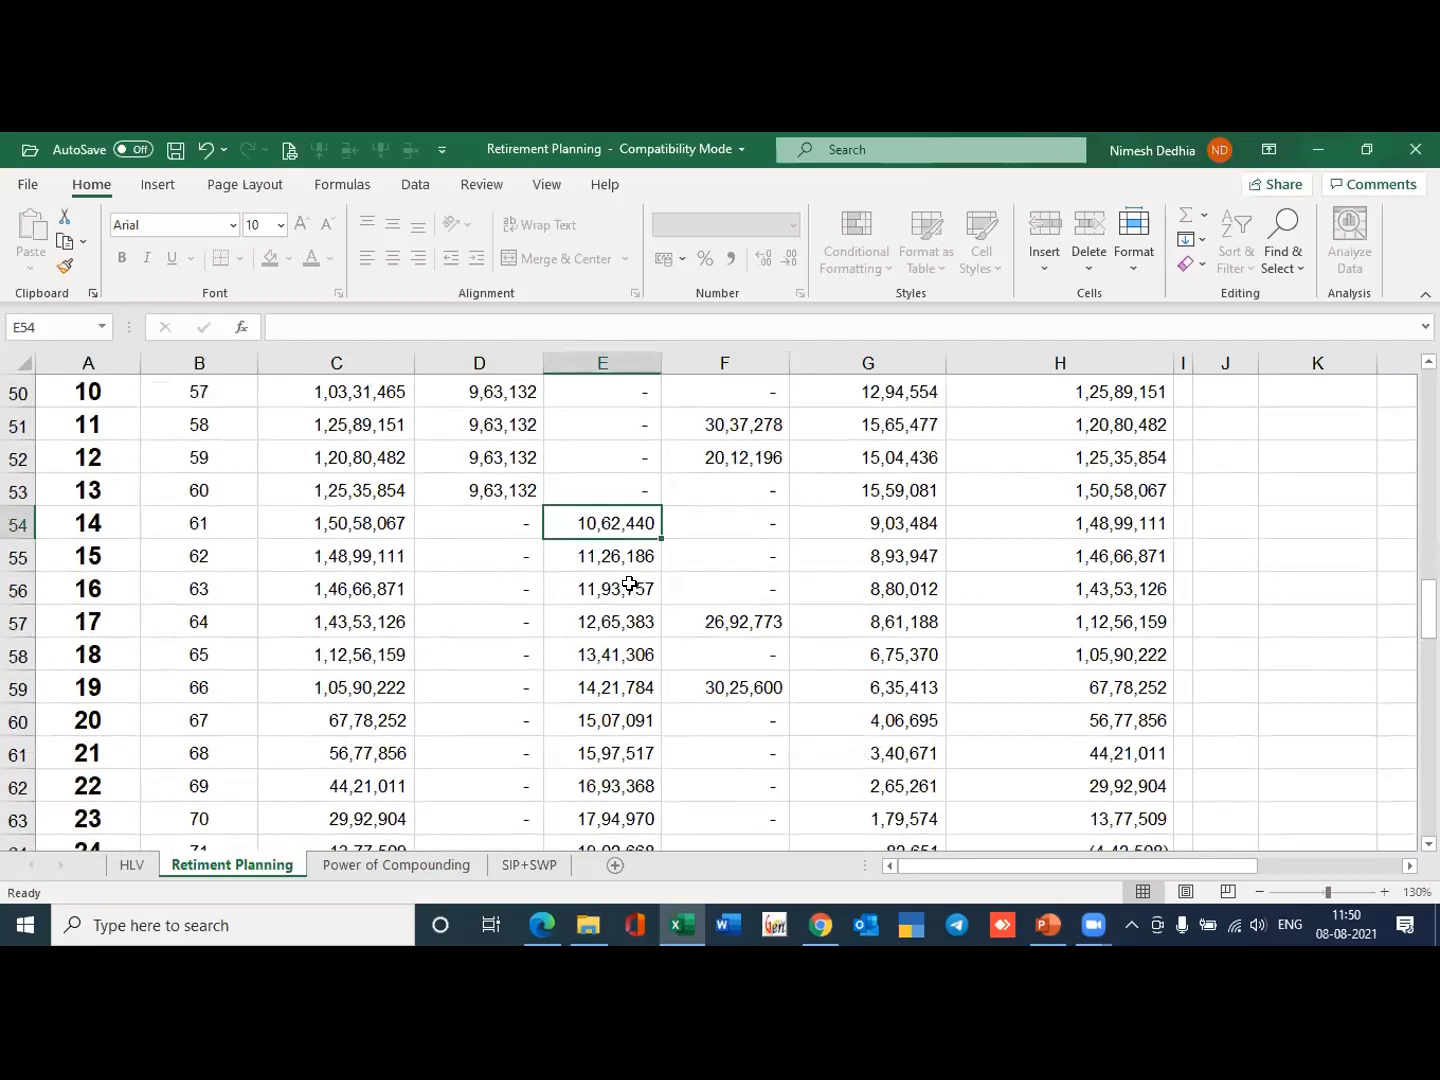 AutoSave Off Retirement Planning - Compatibility Mode Search Nimesh Dedhia ND
File Home Insert Page Layout Formulas Data Review View Help Share Comments
Paste Arial 10 Wrap Text Merge & Center Conditional Formatting Format as Table Cell Styles Insert Delete Format Sort & Filter Find & Select Analyze Data
Clipboard Font Alignment Number Styles Cells Editing Analysis
E54 fx
A B C D E F G H I J K
50 10 57 1,03,31,465 9,63,132 - - 12,94,554 1,25,89,151
51 11 58 1,25,89,151 9,63,132 - 30,37,278 15,65,477 1,20,80,482
52 12 59 1,20,80,482 9,63,132 - 20,12,196 15,04,436 1,25,35,854
53 13 60 1,25,35,854 9,63,132 - - 15,59,081 1,50,58,067
54 14 61 1,50,58,067 - 10,62,440 - 9,03,484 1,48,99,111
55 15 62 1,48,99,111 - 11,26,186 - 8,93,947 1,46,66,871
56 16 63 1,46,66,871 - - 8,80,012 1,43,53,126
57 17 64 1,43,53,126 - 12,65,383 26,92,773 8,61,188 1,12,56,159
58 18 65 1,12,56,159 - 13,41,306 - 6,75,370 1,05,90,222
59 19 66 1,05,90,222 - 14,21,784 30,25,600 6,35,413 67,78,252
60 20 67 67,78,252 - 15,07,091 - 4,06,695 56,77,856
61 21 68 56,77,856 - 15,97,517 - 3,40,671 44,21,011
62 22 69 44,21,011 - 16,93,368 - 2,65,261 29,92,904
63 23 70 29,92,904 - 17,94,970 - 1,79,574 13,77,509
HLV Retiment Planning Power of Compounding SIP+SWP
Ready 130%
Type here to search ENG 11:50
08-08-2021